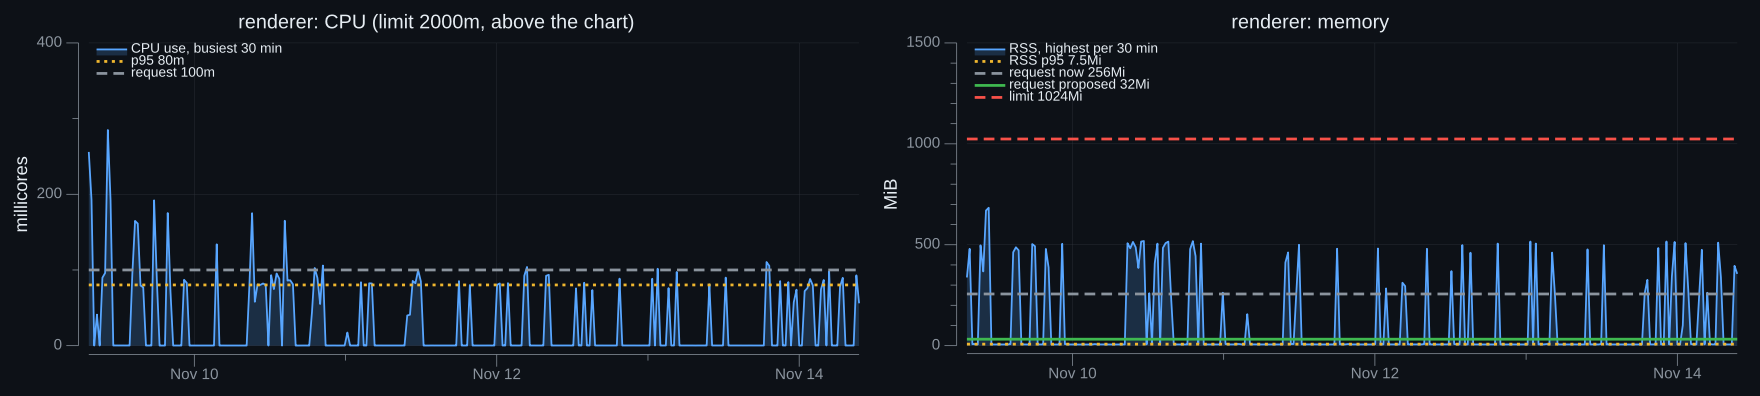 renderer: CPU (limit 2000m, above the chart)
400
200
0
millicores
CPU use, busiest 30 min
p95 80m
request 100m
Nov 10
Nov 12
Nov 14
renderer: memory
1500
1000
500
0
MiB
RSS, highest per 30 min
RSS p95 7.5Mi
request now 256Mi
request proposed 32Mi
limit 1024Mi
Nov 10
Nov 12
Nov 14